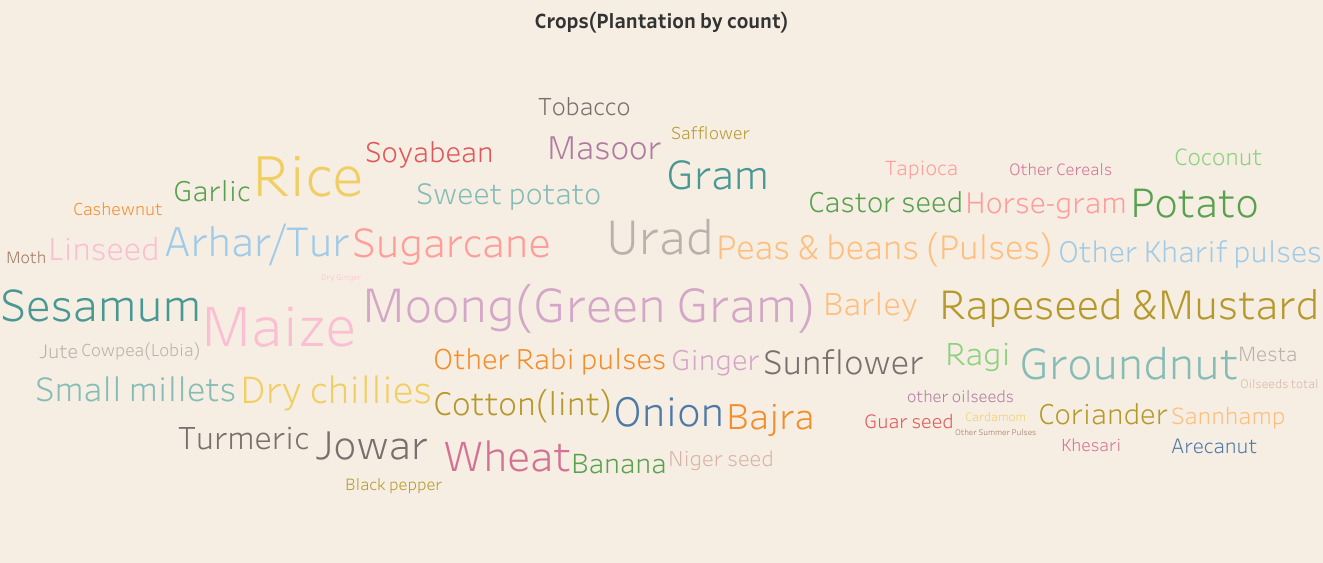 Crops(Plantation by count)
Tobacco
Safflower
Masoor
Soyabean
Coconut
Rice
Gram
Tapioca
Other Cereals
Garlic
Sweet potato
Castor seed
Horse-gram
Potato
Cashewnut
Urad
Arhar/Tur
Sugarcane
Peas & beans (Pulses)
Other Kharif pulses
Moth
Linseed
Dry Ginger
Sesamum
Moong(Green Gram)
Barley
Rapeseed &Mustard
Maize
Jute
Cowpea(Lobia)
Other Rabi pulses
Ginger
Sunflower
Ragi
Groundnut
Mesta
Oilseeds total
Small millets
Dry chillies
Cotton(lint)
Onion
Bajra
other oilseeds
Guar seed
Cardamom
Coriander
Sannhamp
Other Summer Pulses
Turmeric
Jowar
Wheat
Banana
Niger seed
Khesari
Arecanut
Black pepper